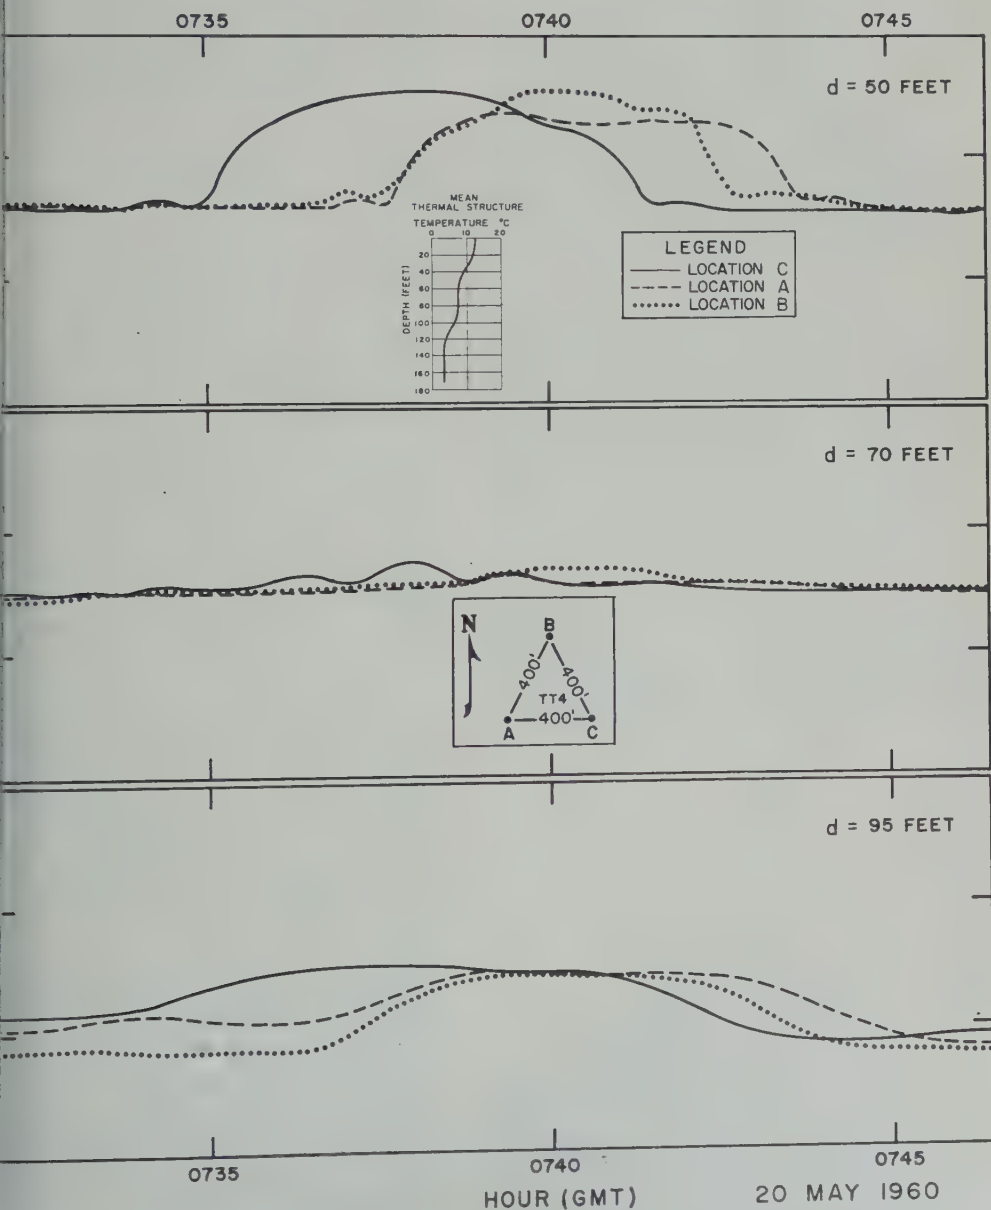 0735 0740 0745
d = 50 FEET
MEAN
THERMAL STRUCTURE
TEMPERATURE °C
0 10 20
DEPTH (FEET)
20
40
60
80
100
120
140
160
180
LEGEND
LOCATION C
LOCATION A
LOCATION B
d = 70 FEET
N
B
400' 400'
TT4
400'
A C
d = 95 FEET
0735 0740 0745
HOUR (GMT) 20 MAY 1960